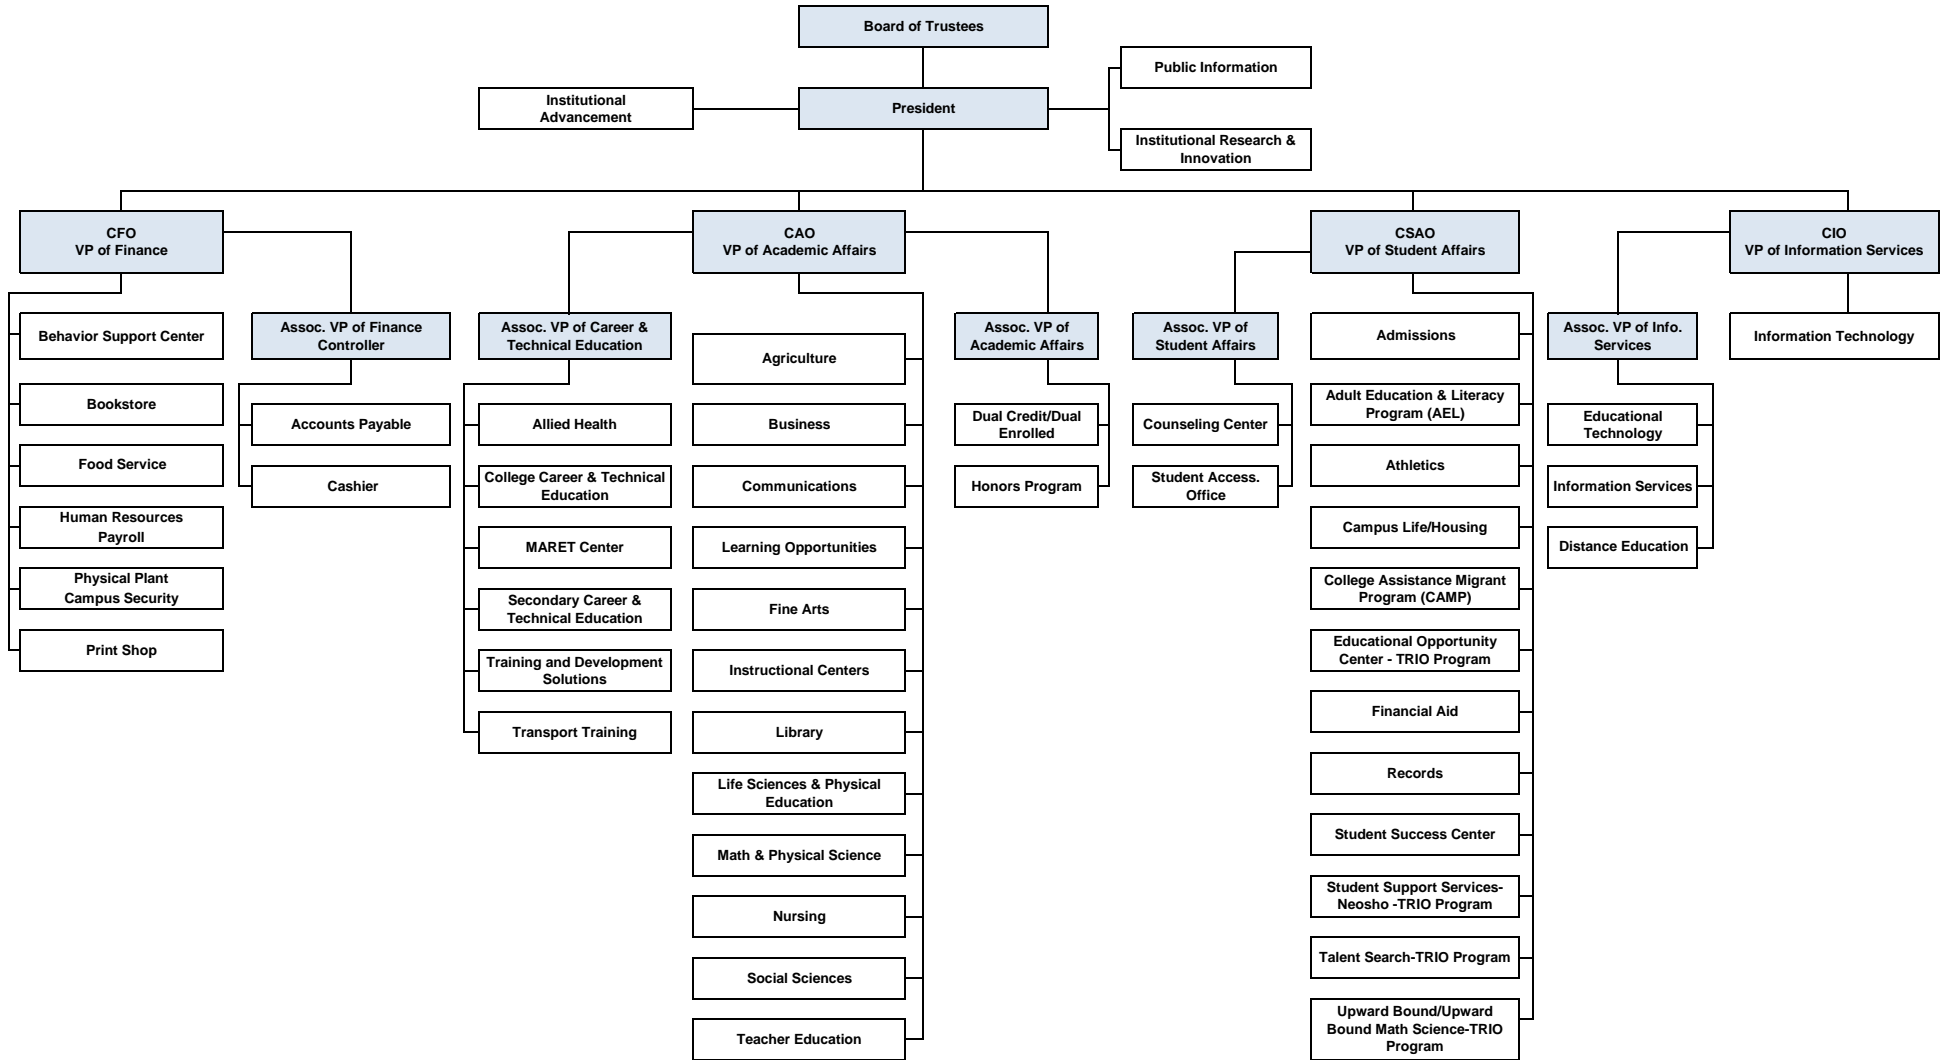 Board of Trustees
Public Information
Institutional
Advancement
President
Institutional Research &
Innovation
CFO
VP of Finance
CAO
VP of Academic Affairs
CSAO
VP of Student Affairs
CIO
VP of Information Services
Behavior Support Center
Bookstore
Food Service
Human Resources
Payroll
Physical Plant
Campus Security
Print Shop
Assoc. VP of Finance
Controller
Accounts Payable
Cashier
Assoc. VP of Career &
Technical Education
Allied Health
College Career & Technical
Education
MARET Center
Secondary Career &
Technical Education
Training and Development
Solutions
Transport Training
Agriculture
Business
Communications
Learning Opportunities
Fine Arts
Instructional Centers
Library
Life Sciences & Physical
Education
Math & Physical Science
Nursing
Social Sciences
Teacher Education
Assoc. VP of
Academic Affairs
Dual Credit/Dual
Enrolled
Honors Program
Assoc. VP of
Student Affairs
Counseling Center
Student Access.
Office
Admissions
Adult Education & Literacy
Program (AEL)
Athletics
Campus Life/Housing
College Assistance Migrant
Program (CAMP)
Educational Opportunity
Center - TRIO Program
Financial Aid
Records
Student Success Center
Student Support Services-
Neosho -TRIO Program
Talent Search-TRIO Program
Upward Bound/Upward
Bound Math Science-TRIO
Program
Assoc. VP of Info.
Services
Educational
Technology
Information Services
Distance Education
Information Technology